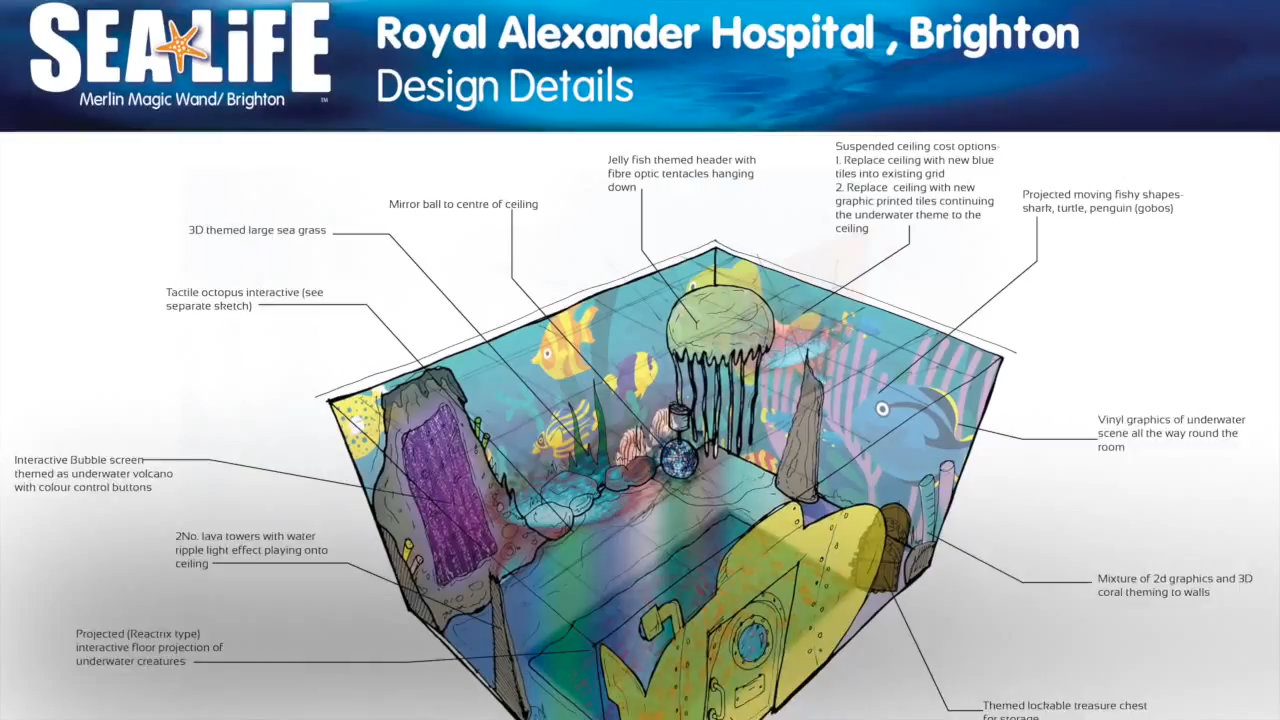 SEA LiFE
Merlin Magic Wand/ Brighton
TM
Royal Alexander Hospital , Brighton
Design Details
Jelly fish themed header with
fibre optic tentacles hanging
down
Suspended ceiling cost options-
1. Replace ceiling with new blue
tiles into existing grid
2. Replace ceiling with new
graphic printed tiles continuing
the underwater theme to the
ceiling
Projected moving fishy shapes-
shark, turtle, penguin (gobos)
Mirror ball to centre of ceiling
3D themed large sea grass
Tactile octopus interactive (see
separate sketch)
Vinyl graphics of underwater
scene all the way round the
room
Interactive Bubble screen
themed as underwater volcano
with colour control buttons
2No. lava towers with water
ripple light effect playing onto
ceiling
Mixture of 2d graphics and 3D
coral theming to walls
Projected (Reactrix type)
interactive floor projection of
underwater creatures
Themed lockable treasure chest
for storage